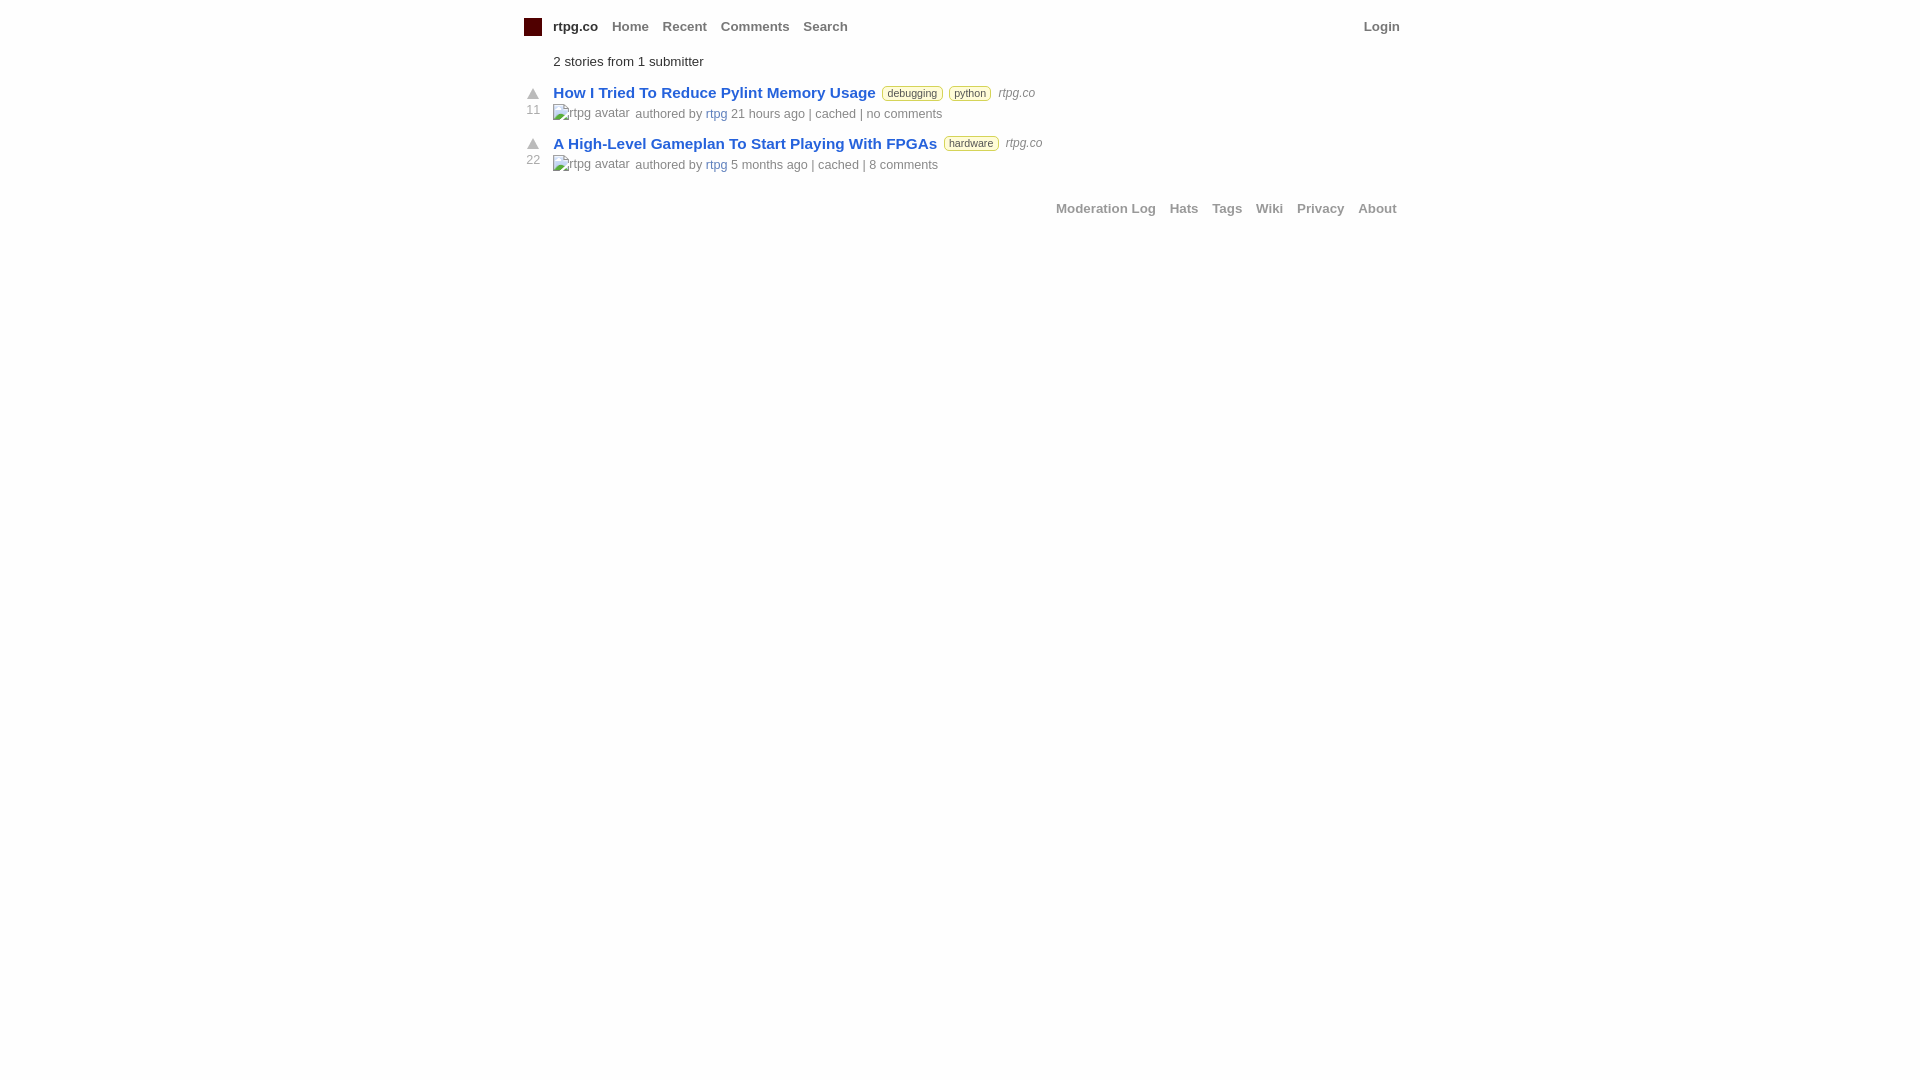 rtpg.co Home Recent Comments Search Login
2 stories from 1 submitter
How I Tried To Reduce Pylint Memory Usage debugging python rtpg.co
11 rtpg avatar authored by rtpg 21 hours ago | cached | no comments
A High-Level Gameplan To Start Playing With FPGAs hardware rtpg.co
22 rtpg avatar authored by rtpg 5 months ago | cached | 8 comments
Moderation Log Hats Tags Wiki Privacy About